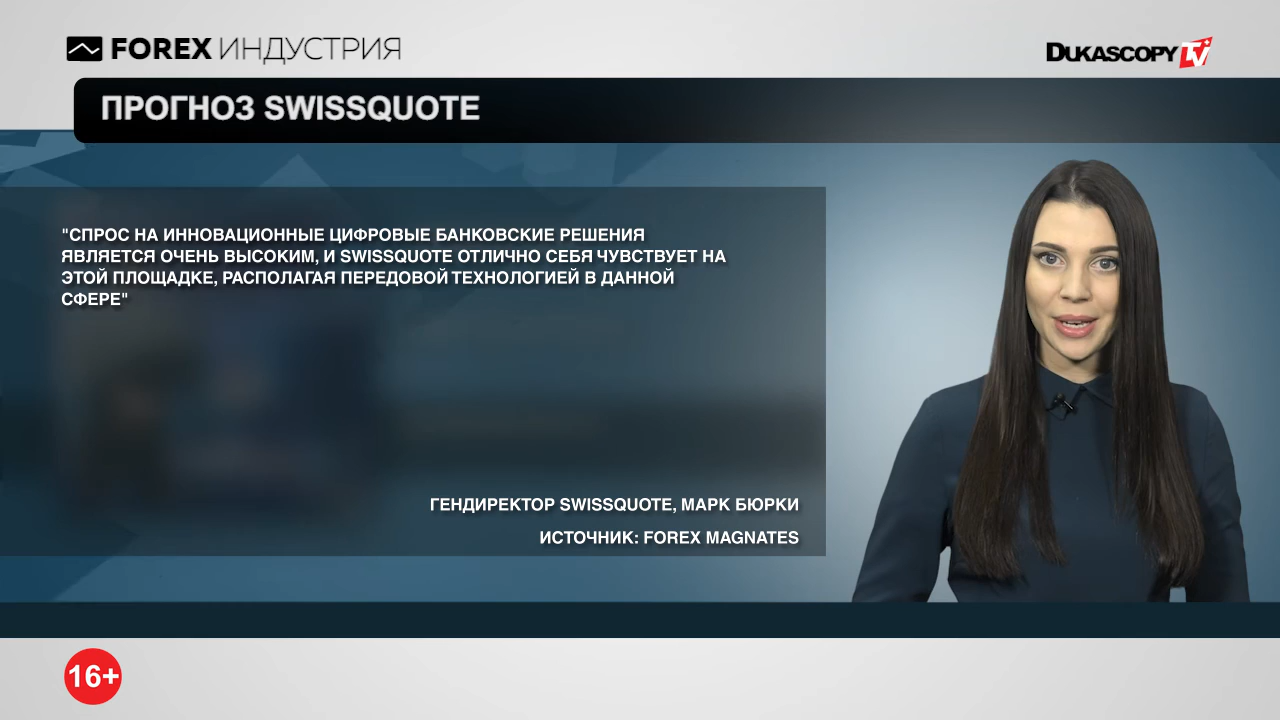 FOREX ИНДУСТРИЯ
DUKASCOPY TV
ПРОГНОЗ SWISSQUOTE
"СПРОС НА ИННОВАЦИОННЫЕ ЦИФРОВЫЕ БАНКОВСКИЕ РЕШЕНИЯ
ЯВЛЯЕТСЯ ОЧЕНЬ ВЫСОКИМ, И SWISSQUOTE ОТЛИЧНО СЕБЯ ЧУВСТВУЕТ НА
ЭТОЙ ПЛОЩАДКЕ, РАСПОЛАГАЯ ПЕРЕДОВОЙ ТЕХНОЛОГИЕЙ В ДАННОЙ
СФЕРЕ"
ГЕНДИРЕКТОР SWISSQUOTE, МАРК БЮРКИ
ИСТОЧНИК: FOREX MAGNATES
16+